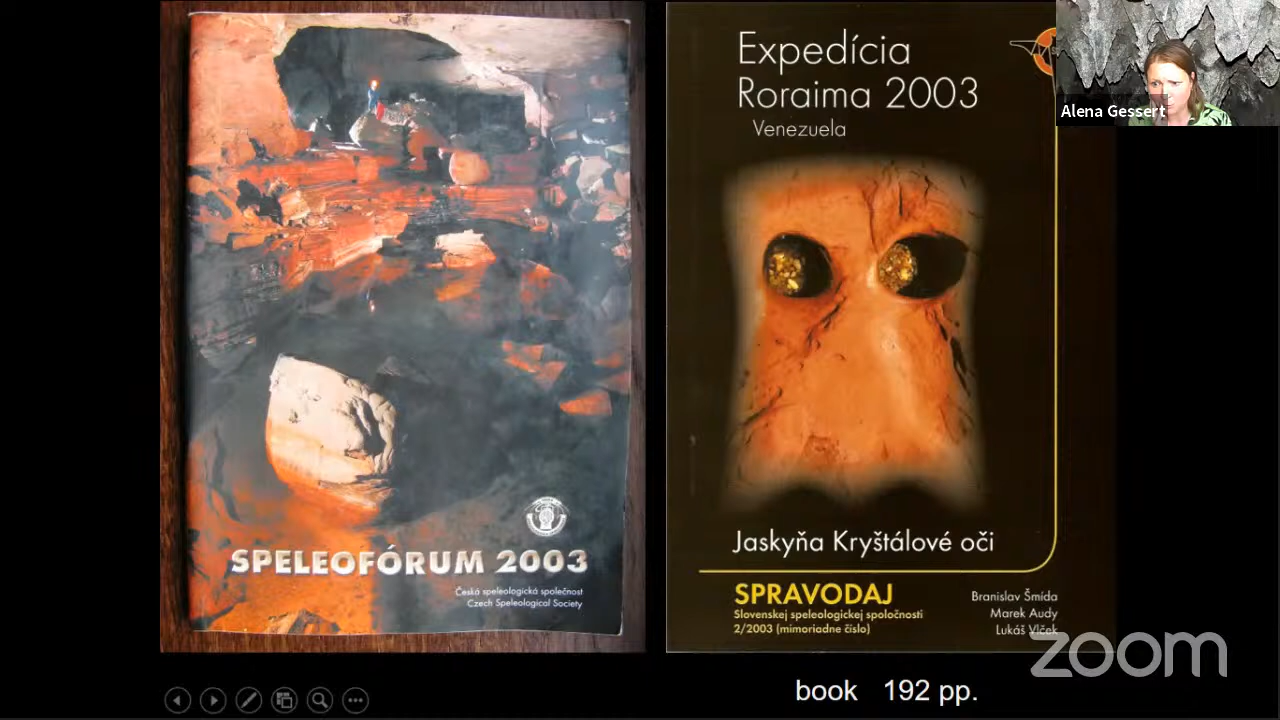 SPELEOFÓRUM 2003
Česká speleologická společnost
Czech Speleological Society
Expedícia
Roraima 2003
Venezuela
Jaskyňa Kryštálové oči
SPRAVODAJ
Slovenskej speleologickej spoločnosti
2/2003 (mimoriadne číslo)
Branislav Šmída
Marek Audy
Lukáš Vlček
book 192 pp.
Alena Gessert
zoom